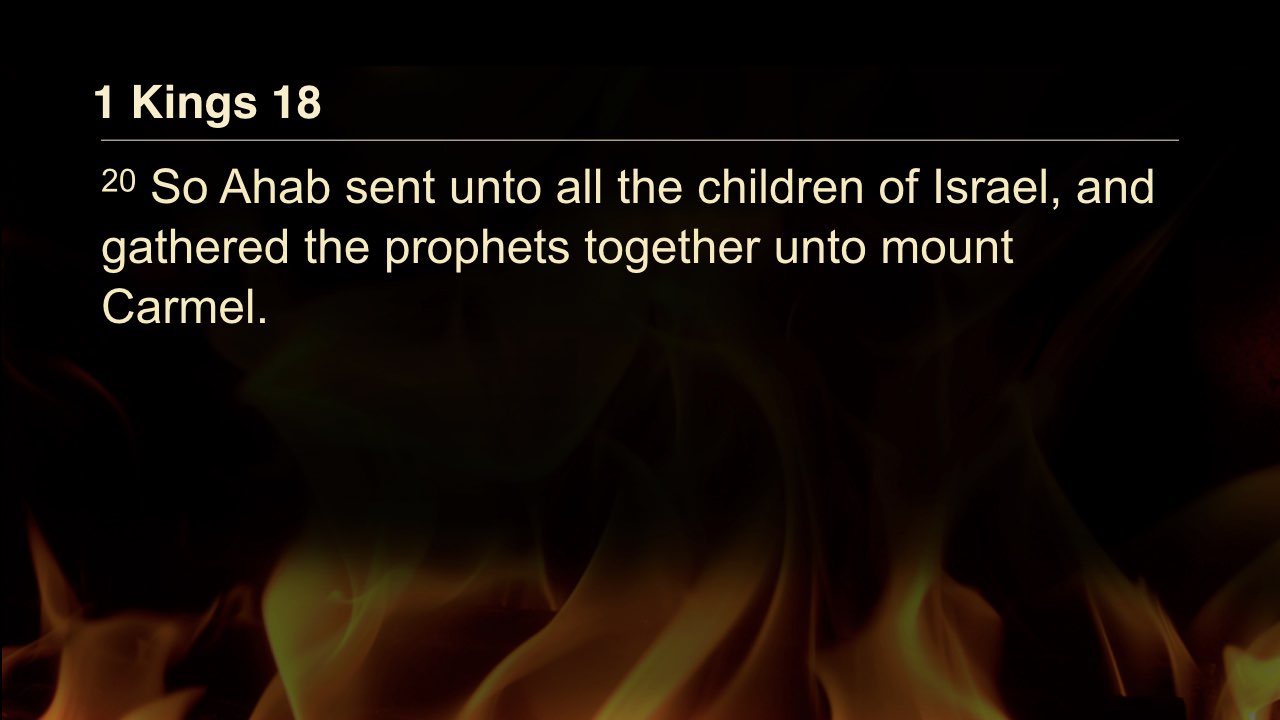 1 Kings 18
20 So Ahab sent unto all the children of Israel, and
gathered the prophets together unto mount
Carmel.